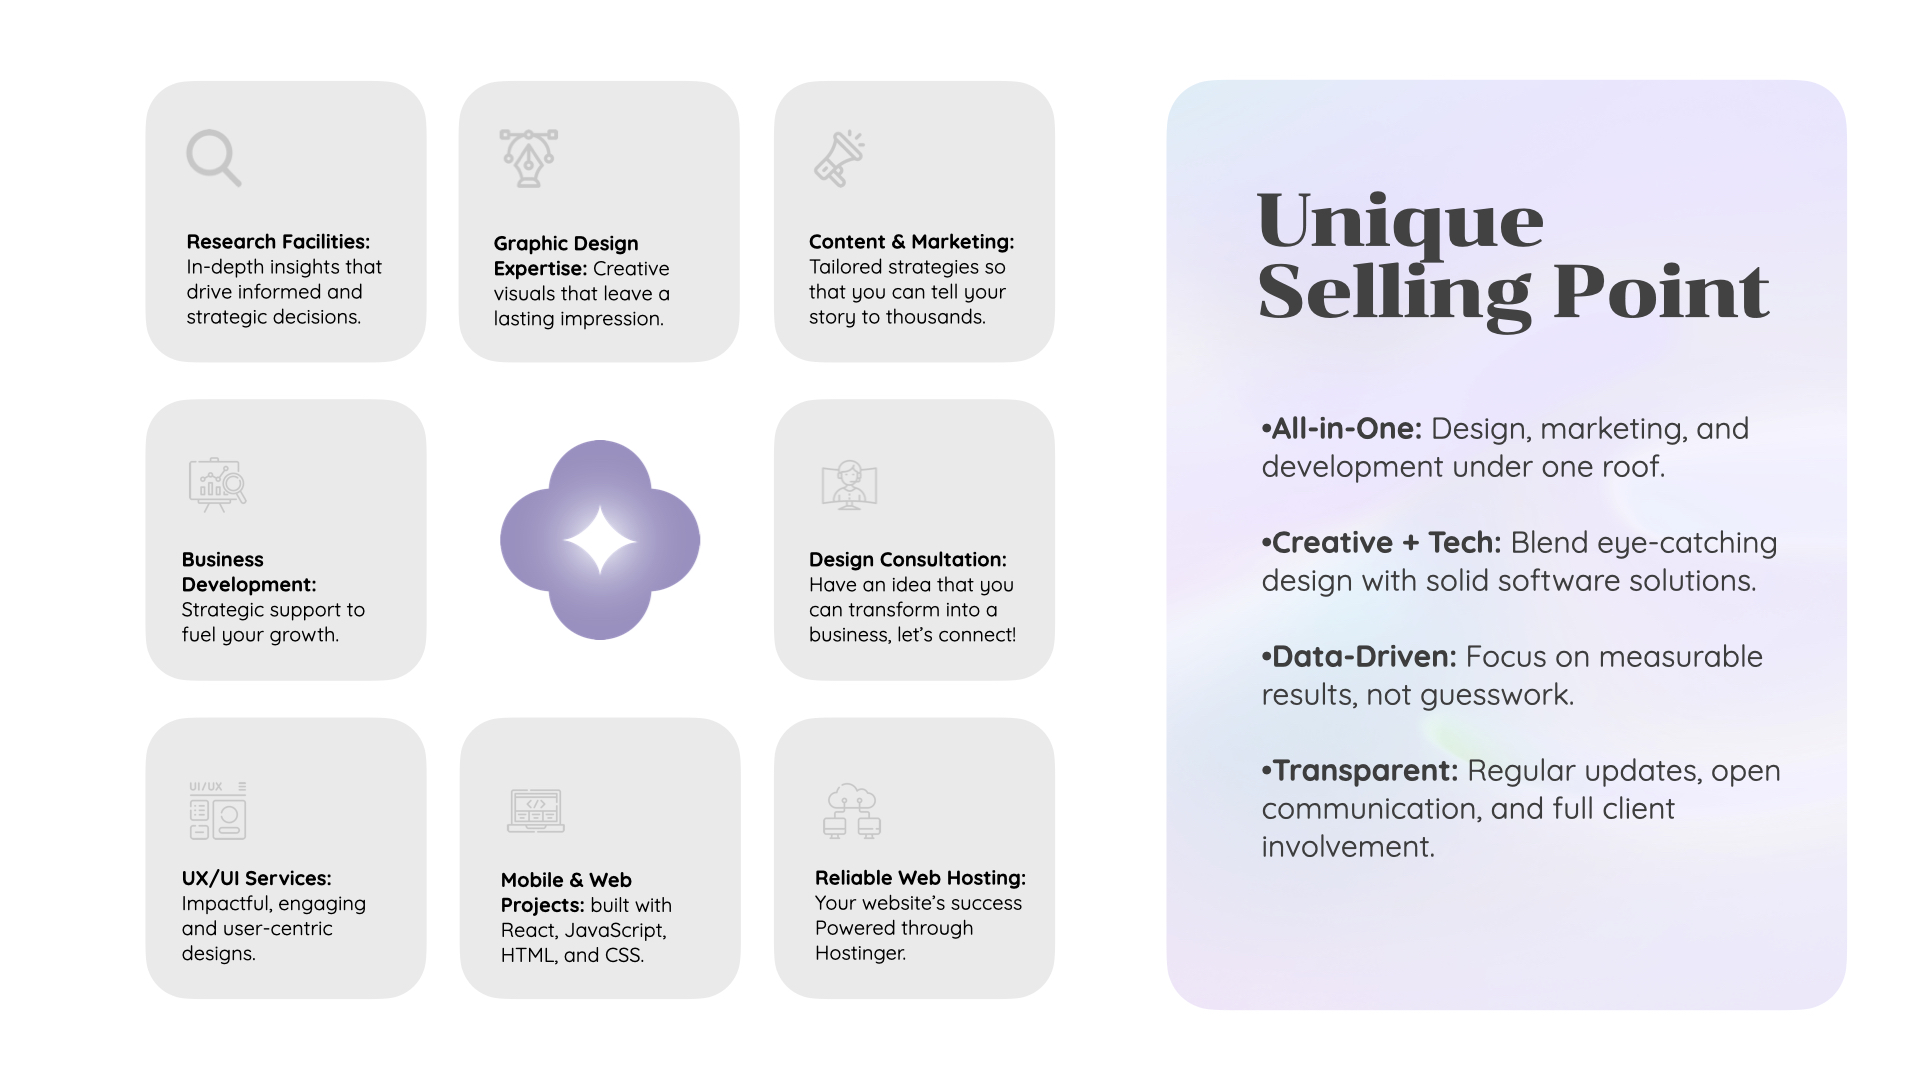 Research Facilities:
In-depth insights that
drive informed and
strategic decisions.
Graphic Design
Expertise: Creative
visuals that leave a
lasting impression.
Content & Marketing:
Tailored strategies so
that you can tell your
story to thousands.
Business
Development:
Strategic support to
fuel your growth.
Design Consultation:
Have an idea that you
can transform into a
business, let's connect!
UI/UX
UX/UI Services:
Impactful, engaging
and user-centric
designs.
</>
Mobile & Web
Projects: built with
React, JavaScript,
HTML, and CSS.
Reliable Web Hosting:
Your website's success
Powered through
Hostinger.
Unique
Selling Point
•All-in-One: Design, marketing, and
development under one roof.
•Creative + Tech: Blend eye-catching
design with solid software solutions.
•Data-Driven: Focus on measurable
results, not guesswork.
•Transparent: Regular updates, open
communication, and full client
involvement.